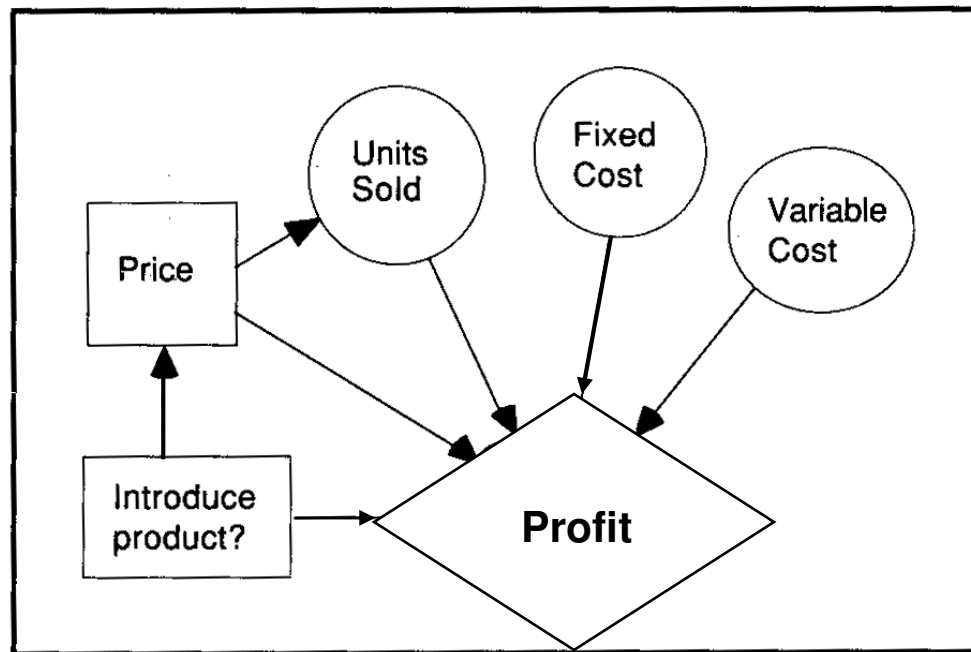 Units
Sold
Fixed
Cost
Variable
Cost
Price
Introduce
product?
Profit